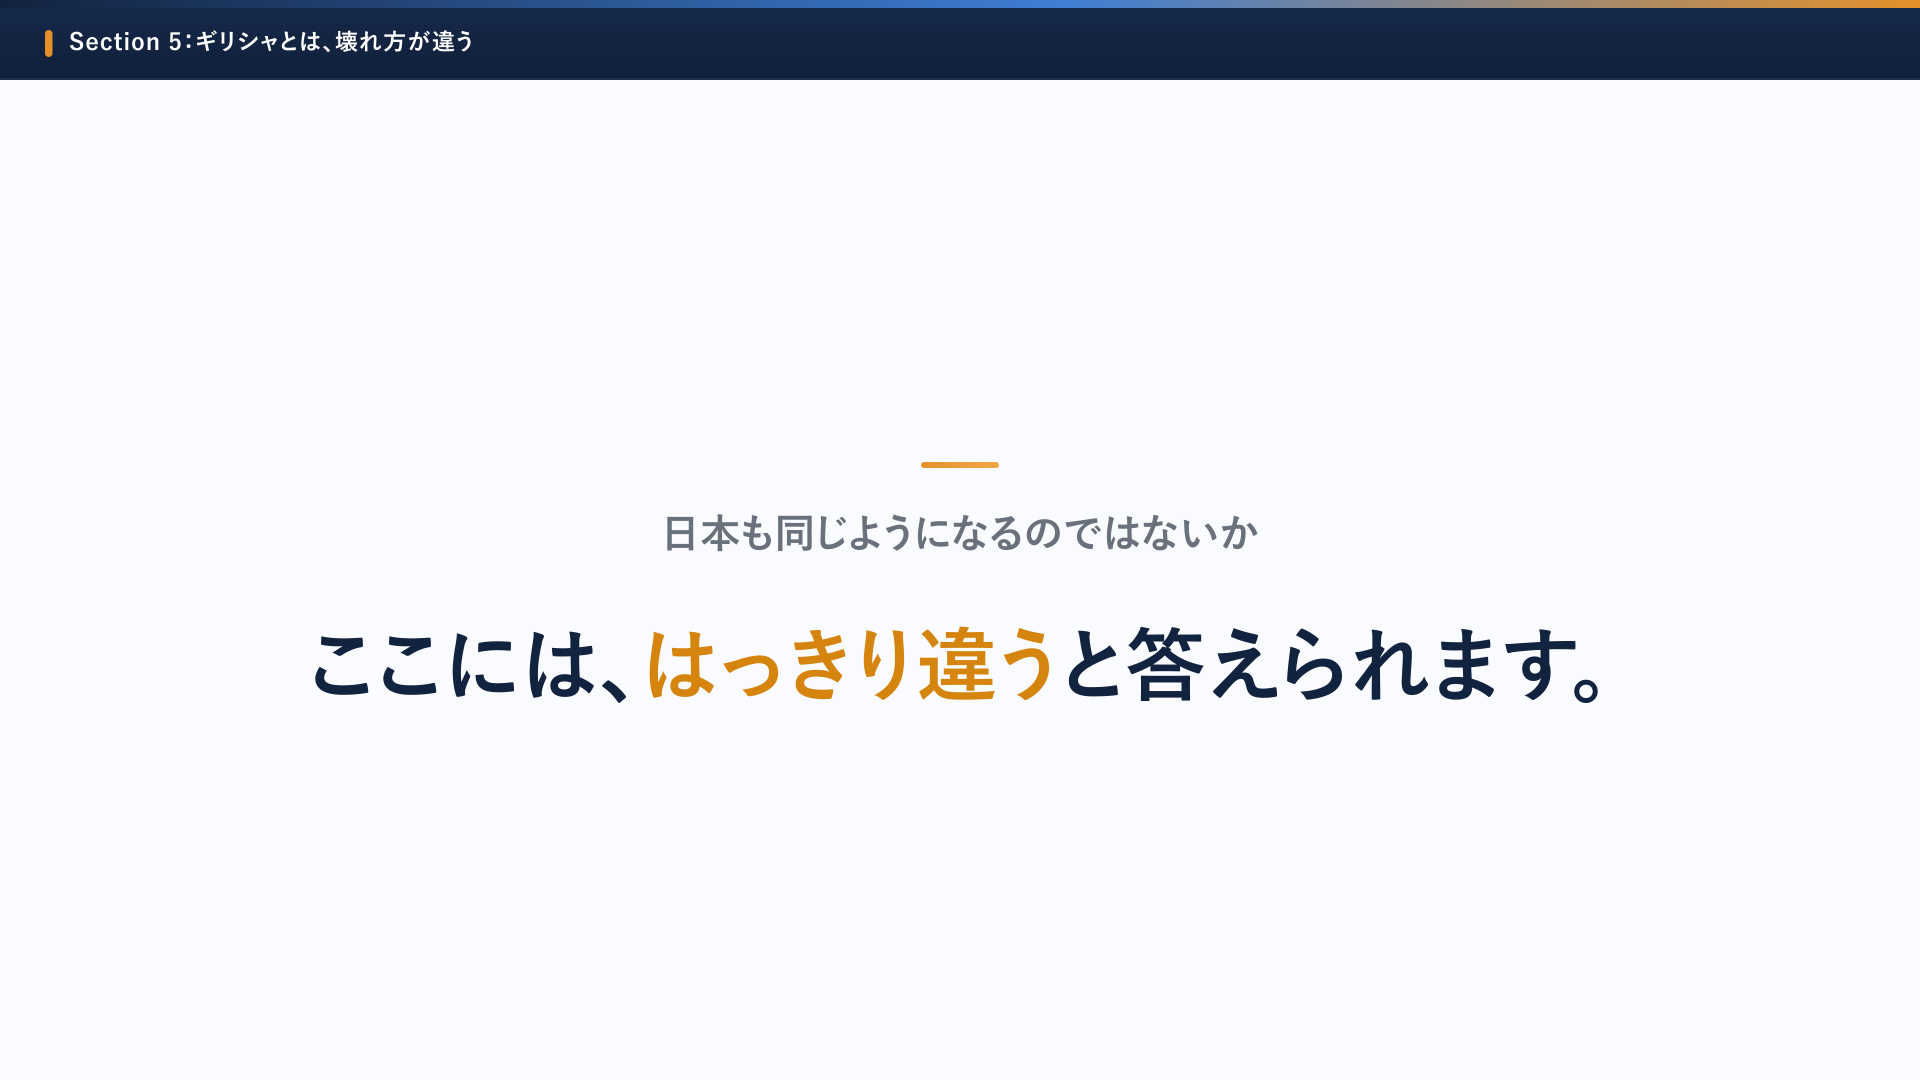 Section 5：ギリシャとは、壊れ方が違う
日本も同じようになるのではないか
ここには、はっきり違うと答えられます。